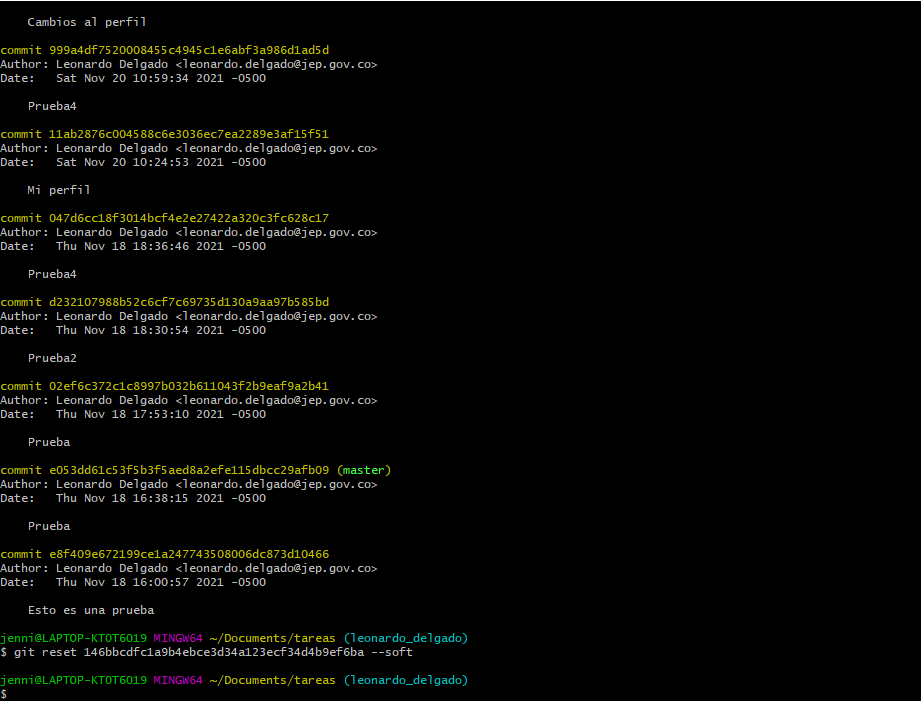 Cambios al perfil
commit 999a4df7520008455c4945c1e6abf3a986d1ad5d
Author: Leonardo Delgado <leonardo.delgado@jep.gov.co>
Date:   Sat Nov 20 10:59:34 2021 -0500
Prueba4
commit 11ab2876c004588c6e3036ec7ea2289e3af15f51
Author: Leonardo Delgado <leonardo.delgado@jep.gov.co>
Date:   Sat Nov 20 10:24:53 2021 -0500
Mi perfil
commit 047d6cc18f3014bcf4e2e27422a320c3fc628c17
Author: Leonardo Delgado <leonardo.delgado@jep.gov.co>
Date:   Thu Nov 18 18:36:46 2021 -0500
Prueba4
commit d232107988b52c6cf7c69735d130a9aa97b585bd
Author: Leonardo Delgado <leonardo.delgado@jep.gov.co>
Date:   Thu Nov 18 18:30:54 2021 -0500
Prueba2
commit 02ef6c372c1c8997b032b611043f2b9eaf9a2b41
Author: Leonardo Delgado <leonardo.delgado@jep.gov.co>
Date:   Thu Nov 18 17:53:10 2021 -0500
Prueba
commit e053dd61c53f5b3f5aed8a2efe115dbcc29afb09 (master)
Author: Leonardo Delgado <leonardo.delgado@jep.gov.co>
Date:   Thu Nov 18 16:38:15 2021 -0500
Prueba
commit e8f409e672199ce1a247743508006dc873d10466
Author: Leonardo Delgado <leonardo.delgado@jep.gov.co>
Date:   Thu Nov 18 16:00:57 2021 -0500
Esto es una prueba
jenni@LAPTOP-KT0T6019 MINGW64 ~/Documents/tareas (leonardo_delgado)
$ git reset 146bbcdfc1a9b4ebce3d34a123ecf34d4b9ef6ba --soft
jenni@LAPTOP-KT0T6019 MINGW64 ~/Documents/tareas (leonardo_delgado)
$